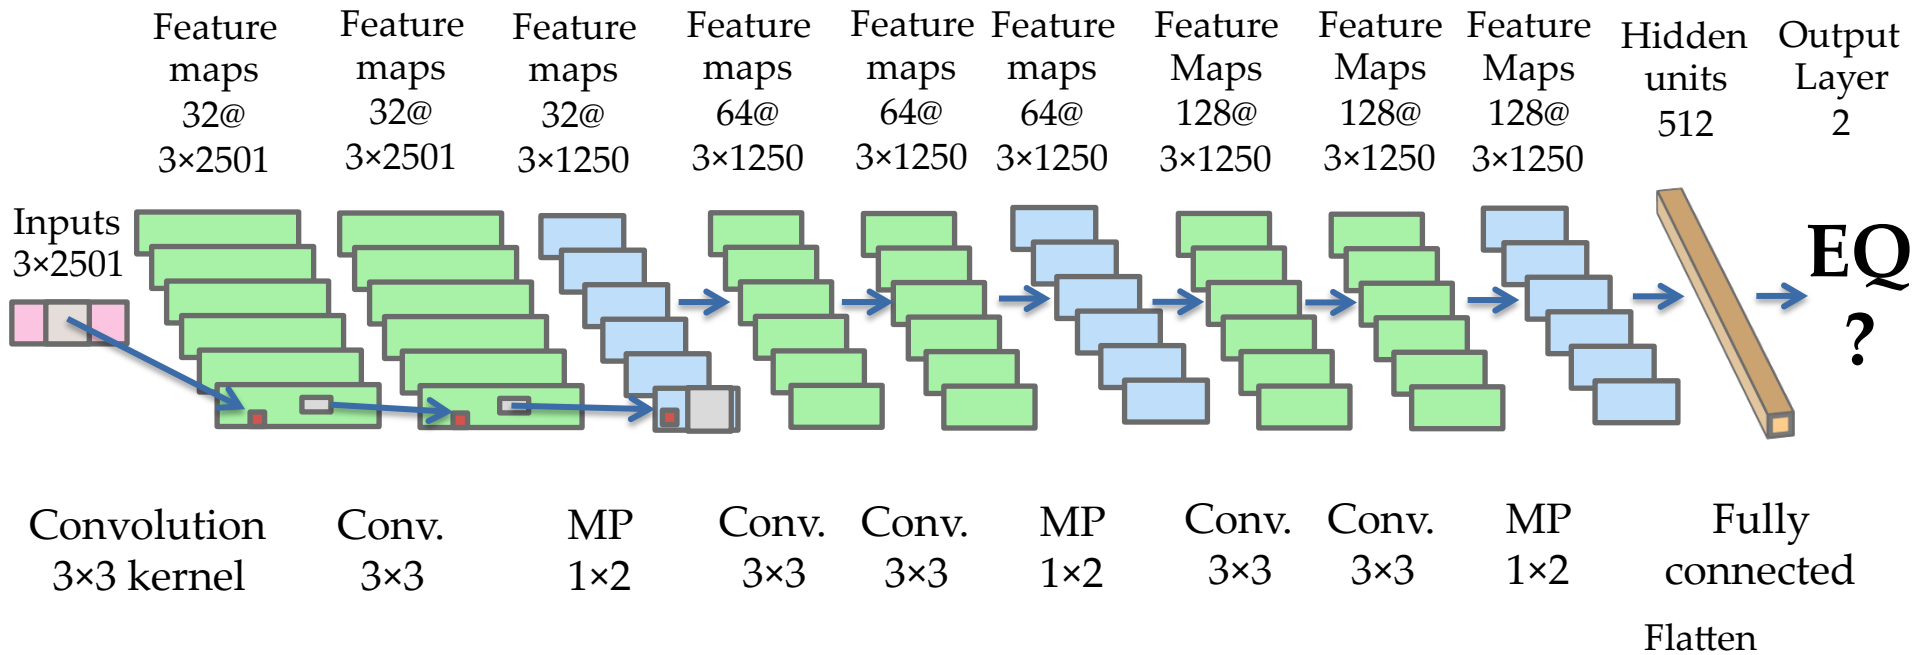 Feature
maps
32@
3×2501
Feature
maps
32@
3×2501
Feature
maps
32@
3×1250
Feature
maps
64@
3×1250
Feature
maps
64@
3×1250
Feature
maps
64@
3×1250
Feature
Maps
128@
3×1250
Feature
Maps
128@
3×1250
Feature
Maps
128@
3×1250
Hidden
units
512
Output
Layer
2
Inputs
3×2501
EQ
?
Convolution
3×3 kernel
Conv.
3×3
MP
1×2
Conv.
3×3
Conv.
3×3
MP
1×2
Conv.
3×3
Conv.
3×3
MP
1×2
Fully
connected
Flatten